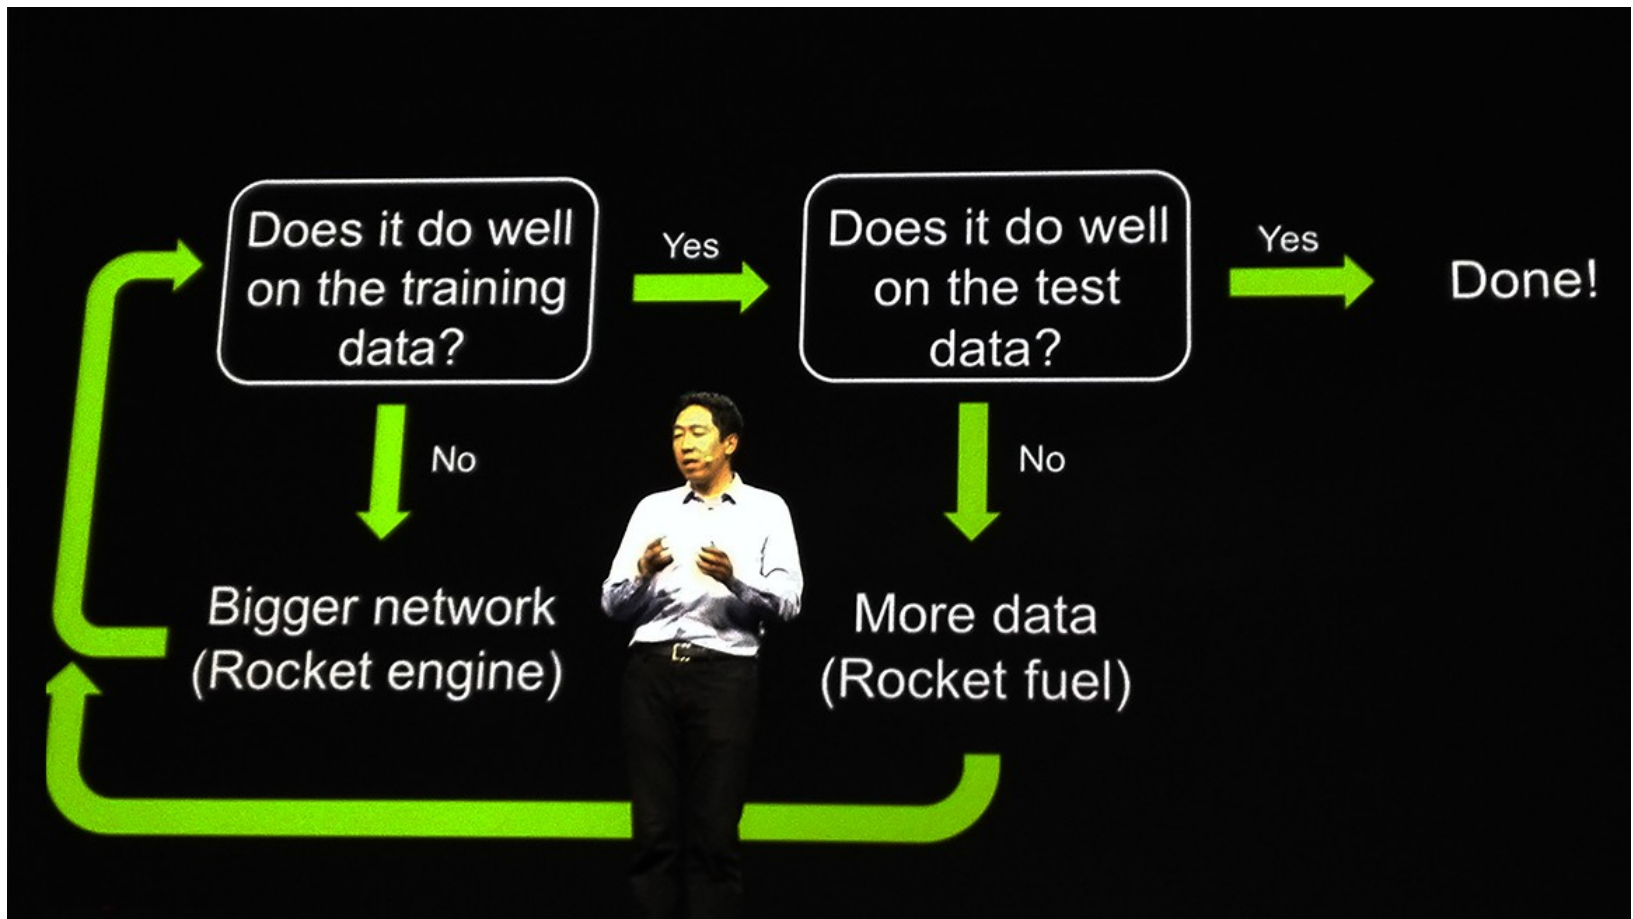 Does it do well
on the training
data?
Yes
Does it do well
on the test
data?
Yes
Done!
No
No
Bigger network
(Rocket engine)
More data
(Rocket fuel)